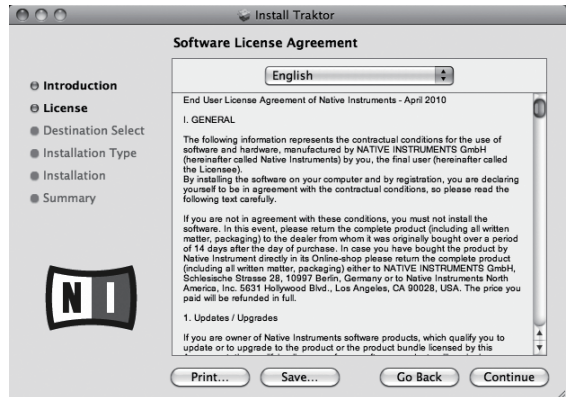 Install Traktor
Software License Agreement
Introduction
License
Destination Select
Installation Type
Installation
Summary
NI
English
End User License Agreement of Native Instruments - April 2010
I. GENERAL
The following information represents the contractual conditions for the use of
software and hardware, manufactured by NATIVE INSTRUMENTS GmbH
(hereinafter called Native Instruments) by you, the final user (hereinafter called
the Licensee).
By installing the software on your computer and by registration, you are declaring
yourself to be in agreement with the contractual conditions, so please read the
following text carefully.
If you are not in agreement with these conditions, you must not install the
software. In this event, please return the complete product (including all written
matter, packaging) to the dealer from whom it was originally bought over a period
of 14 days after the day of purchase. In case you have bought the product by
Native Instrument directly in its Online-shop please return the complete product
(including all written matter, packaging) either to NATIVE INSTRUMENTS GmbH,
Schlesische Strasse 28, 10997 Berlin, Germany or to Native Instruments North
America, Inc. 5631 Hollywood Blvd., Los Angeles, CA 90028, USA. The price you
paid will be refunded in full.
1. Updates / Upgrades
If you are owner of Native Instruments software products, which qualify you to
update or to upgrade to the product or the product bundle licensed by this
Print...
Save...
Go Back
Continue